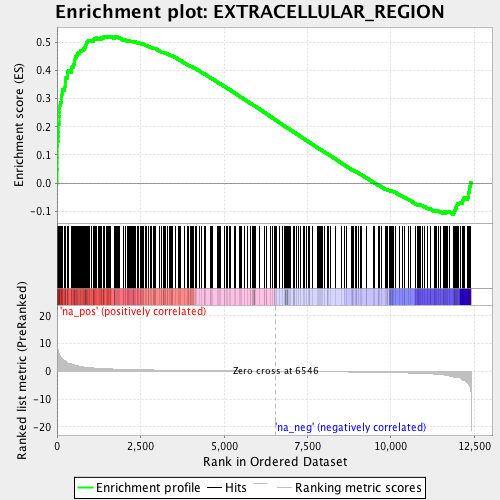 Enrichment plot: EXTRACELLULAR_REGION
Enrichment score (ES)
0.5
0.4
0.3
0.2
0.1
0.0
-0.1
'na_pos' (positively correlated)
Ranked list metric (PreRanked)
20
10
0
-10
-20
Zero cross at 6546
'na_neg' (negatively correlated)
0
2,500
5,000
7,500
10,000
12,500
Rank in Ordered Dataset
Enrichment profile
Hits
Ranking metric scores